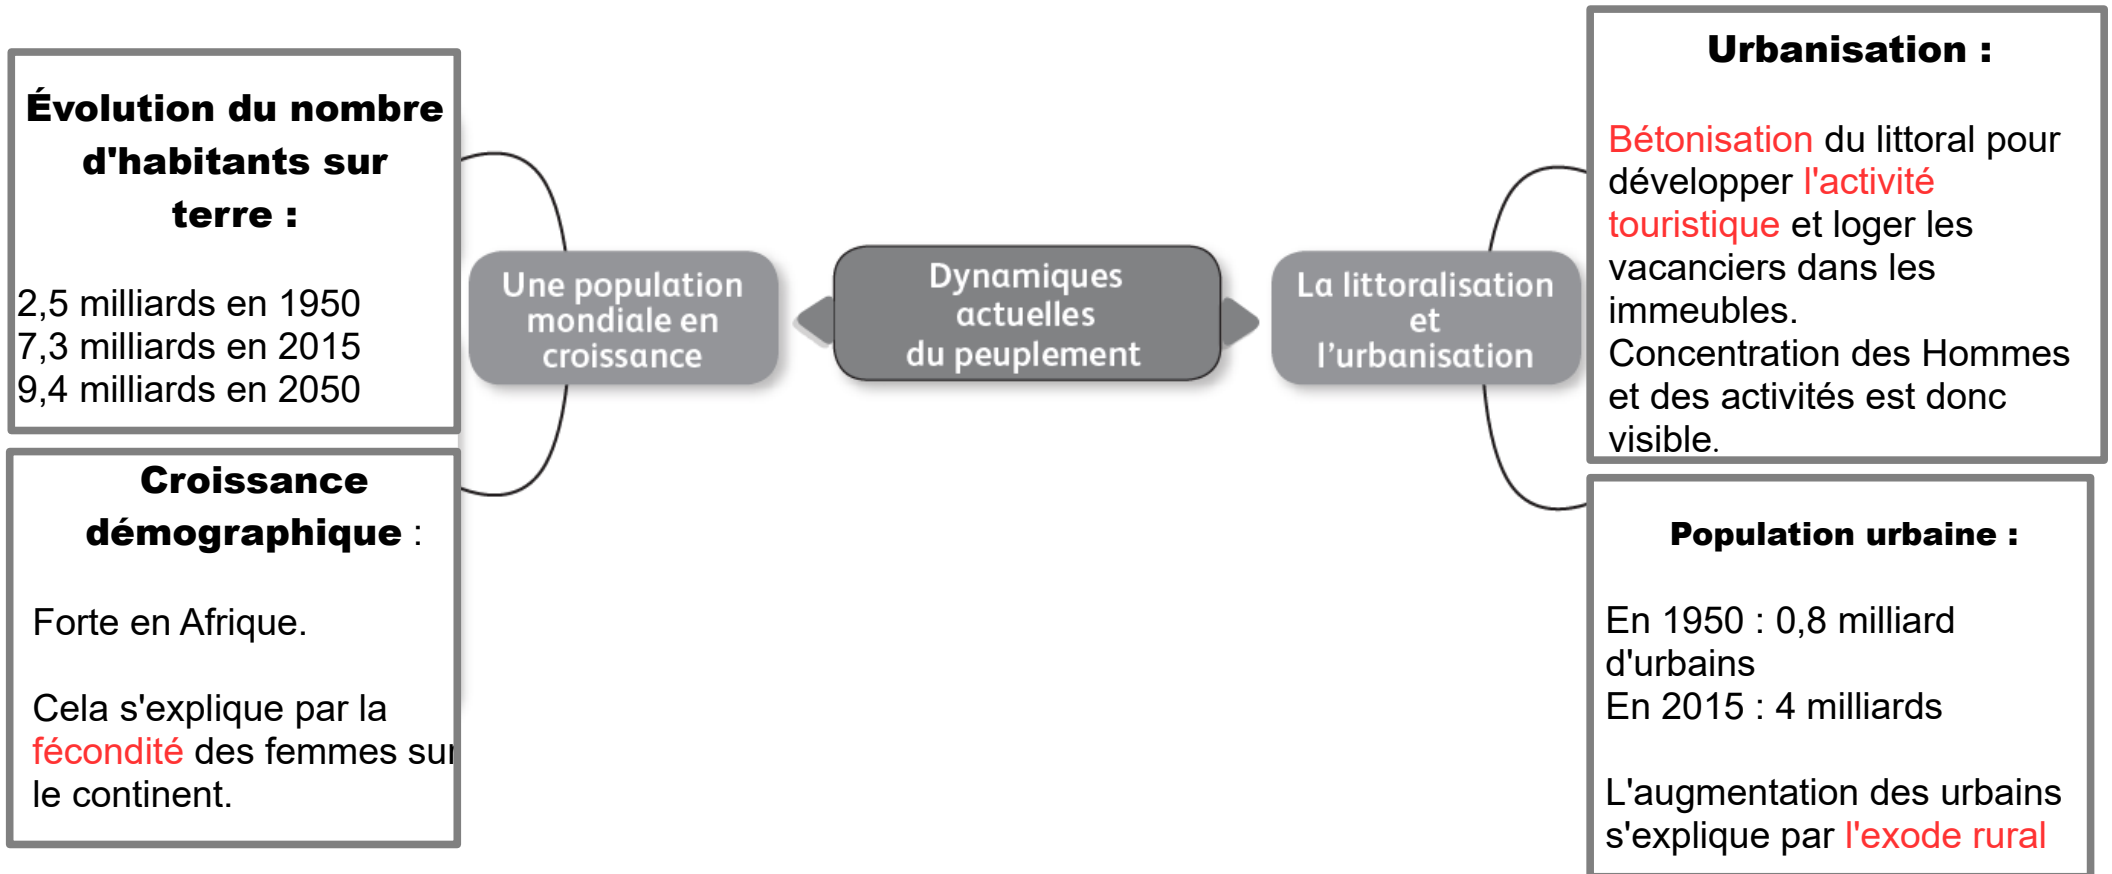 Évolution du nombre
d'habitants sur
terre :
2,5 milliards en 1950
7,3 milliards en 2015
9,4 milliards en 2050
Croissance
démographique :
Forte en Afrique.
Cela s'explique par la
fécondité des femmes sur
le continent.
Une population
mondiale en
croissance
Dynamiques
actuelles
du peuplement
La littoralisation
et
l'urbanisation
Urbanisation :
Bétonisation du littoral pour
développer l'activité
touristique et loger les
vacanciers dans les
immeubles.
Concentration des Hommes
et des activités est donc
visible.
Population urbaine :
En 1950 : 0,8 milliard
d'urbains
En 2015 : 4 milliards
L'augmentation des urbains
s'explique par l'exode rural